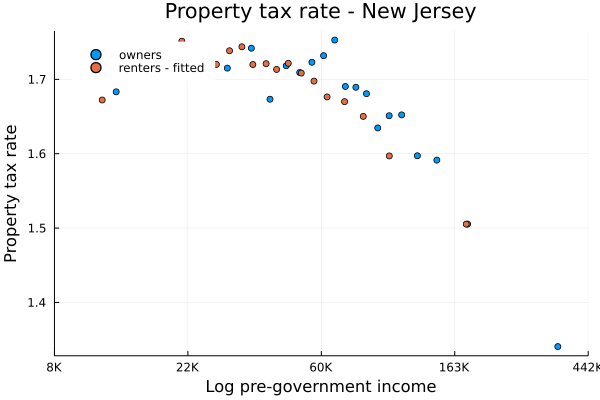 Property tax rate - New Jersey
owners
renters - fitted
Property tax rate
1.7
1.6
1.5
1.4
8K 22K 60K 163K 442K
Log pre-government income